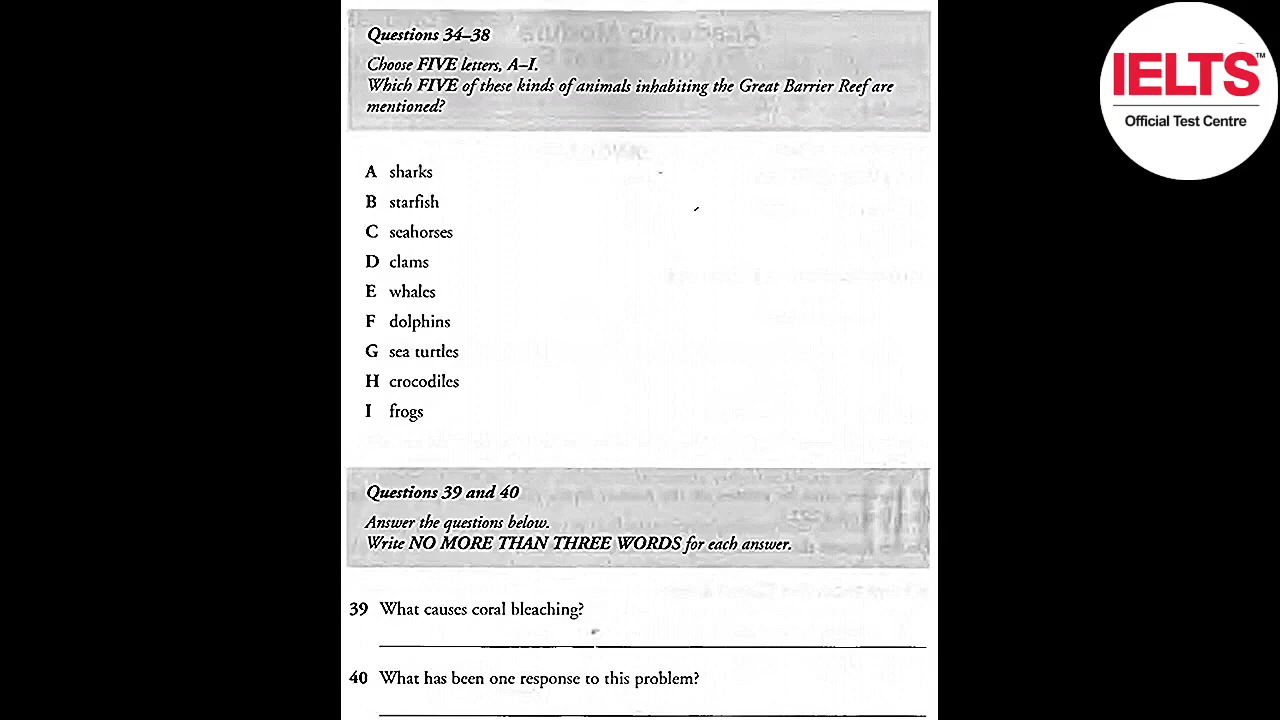 Questions 34–38
Choose FIVE letters, A–I.
Which FIVE of these kinds of animals inhabiting the Great Barrier Reef are
mentioned?
A sharks
B starfish
C seahorses
D clams
E whales
F dolphins
G sea turtles
H crocodiles
I frogs
Questions 39 and 40
Answer the questions below.
Write NO MORE THAN THREE WORDS for each answer.
39 What causes coral bleaching?
40 What has been one response to this problem?
IELTS™
Official Test Centre